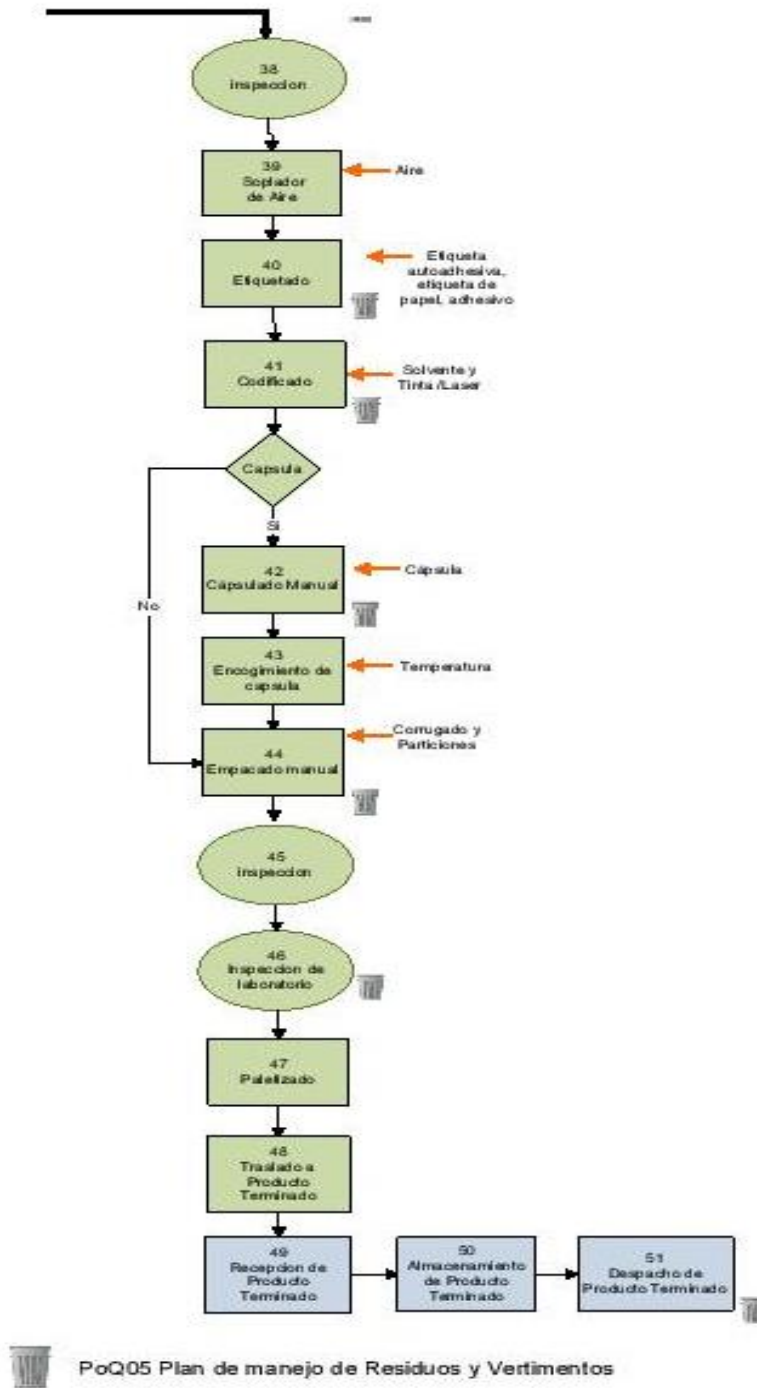 38
inspeccion
39
Soplador
de Aire
Aire
40
Etiquetado
Etiqueta
autoadhesiva,
etiqueta de
papel, adhesivo
41
Codificado
Solvente y
Tinta /Laser
Capsula
Si
No
42
Capsulado Manual
Capsula
43
Encogimiento de
capsula
Temperatura
44
Empacado manual
Corrugado y
Particiones
45
inspeccion
46
Inspeccion de
laboratorio
47
Paletizado
48
Traslado a
Producto
Terminado
49
Recepcion de
Producto
Terminado
50
Almacenamiento
de Producto
Terminado
51
Despacho de
Producto Terminado
PoQ05 Plan de manejo de Residuos y Vertimentos